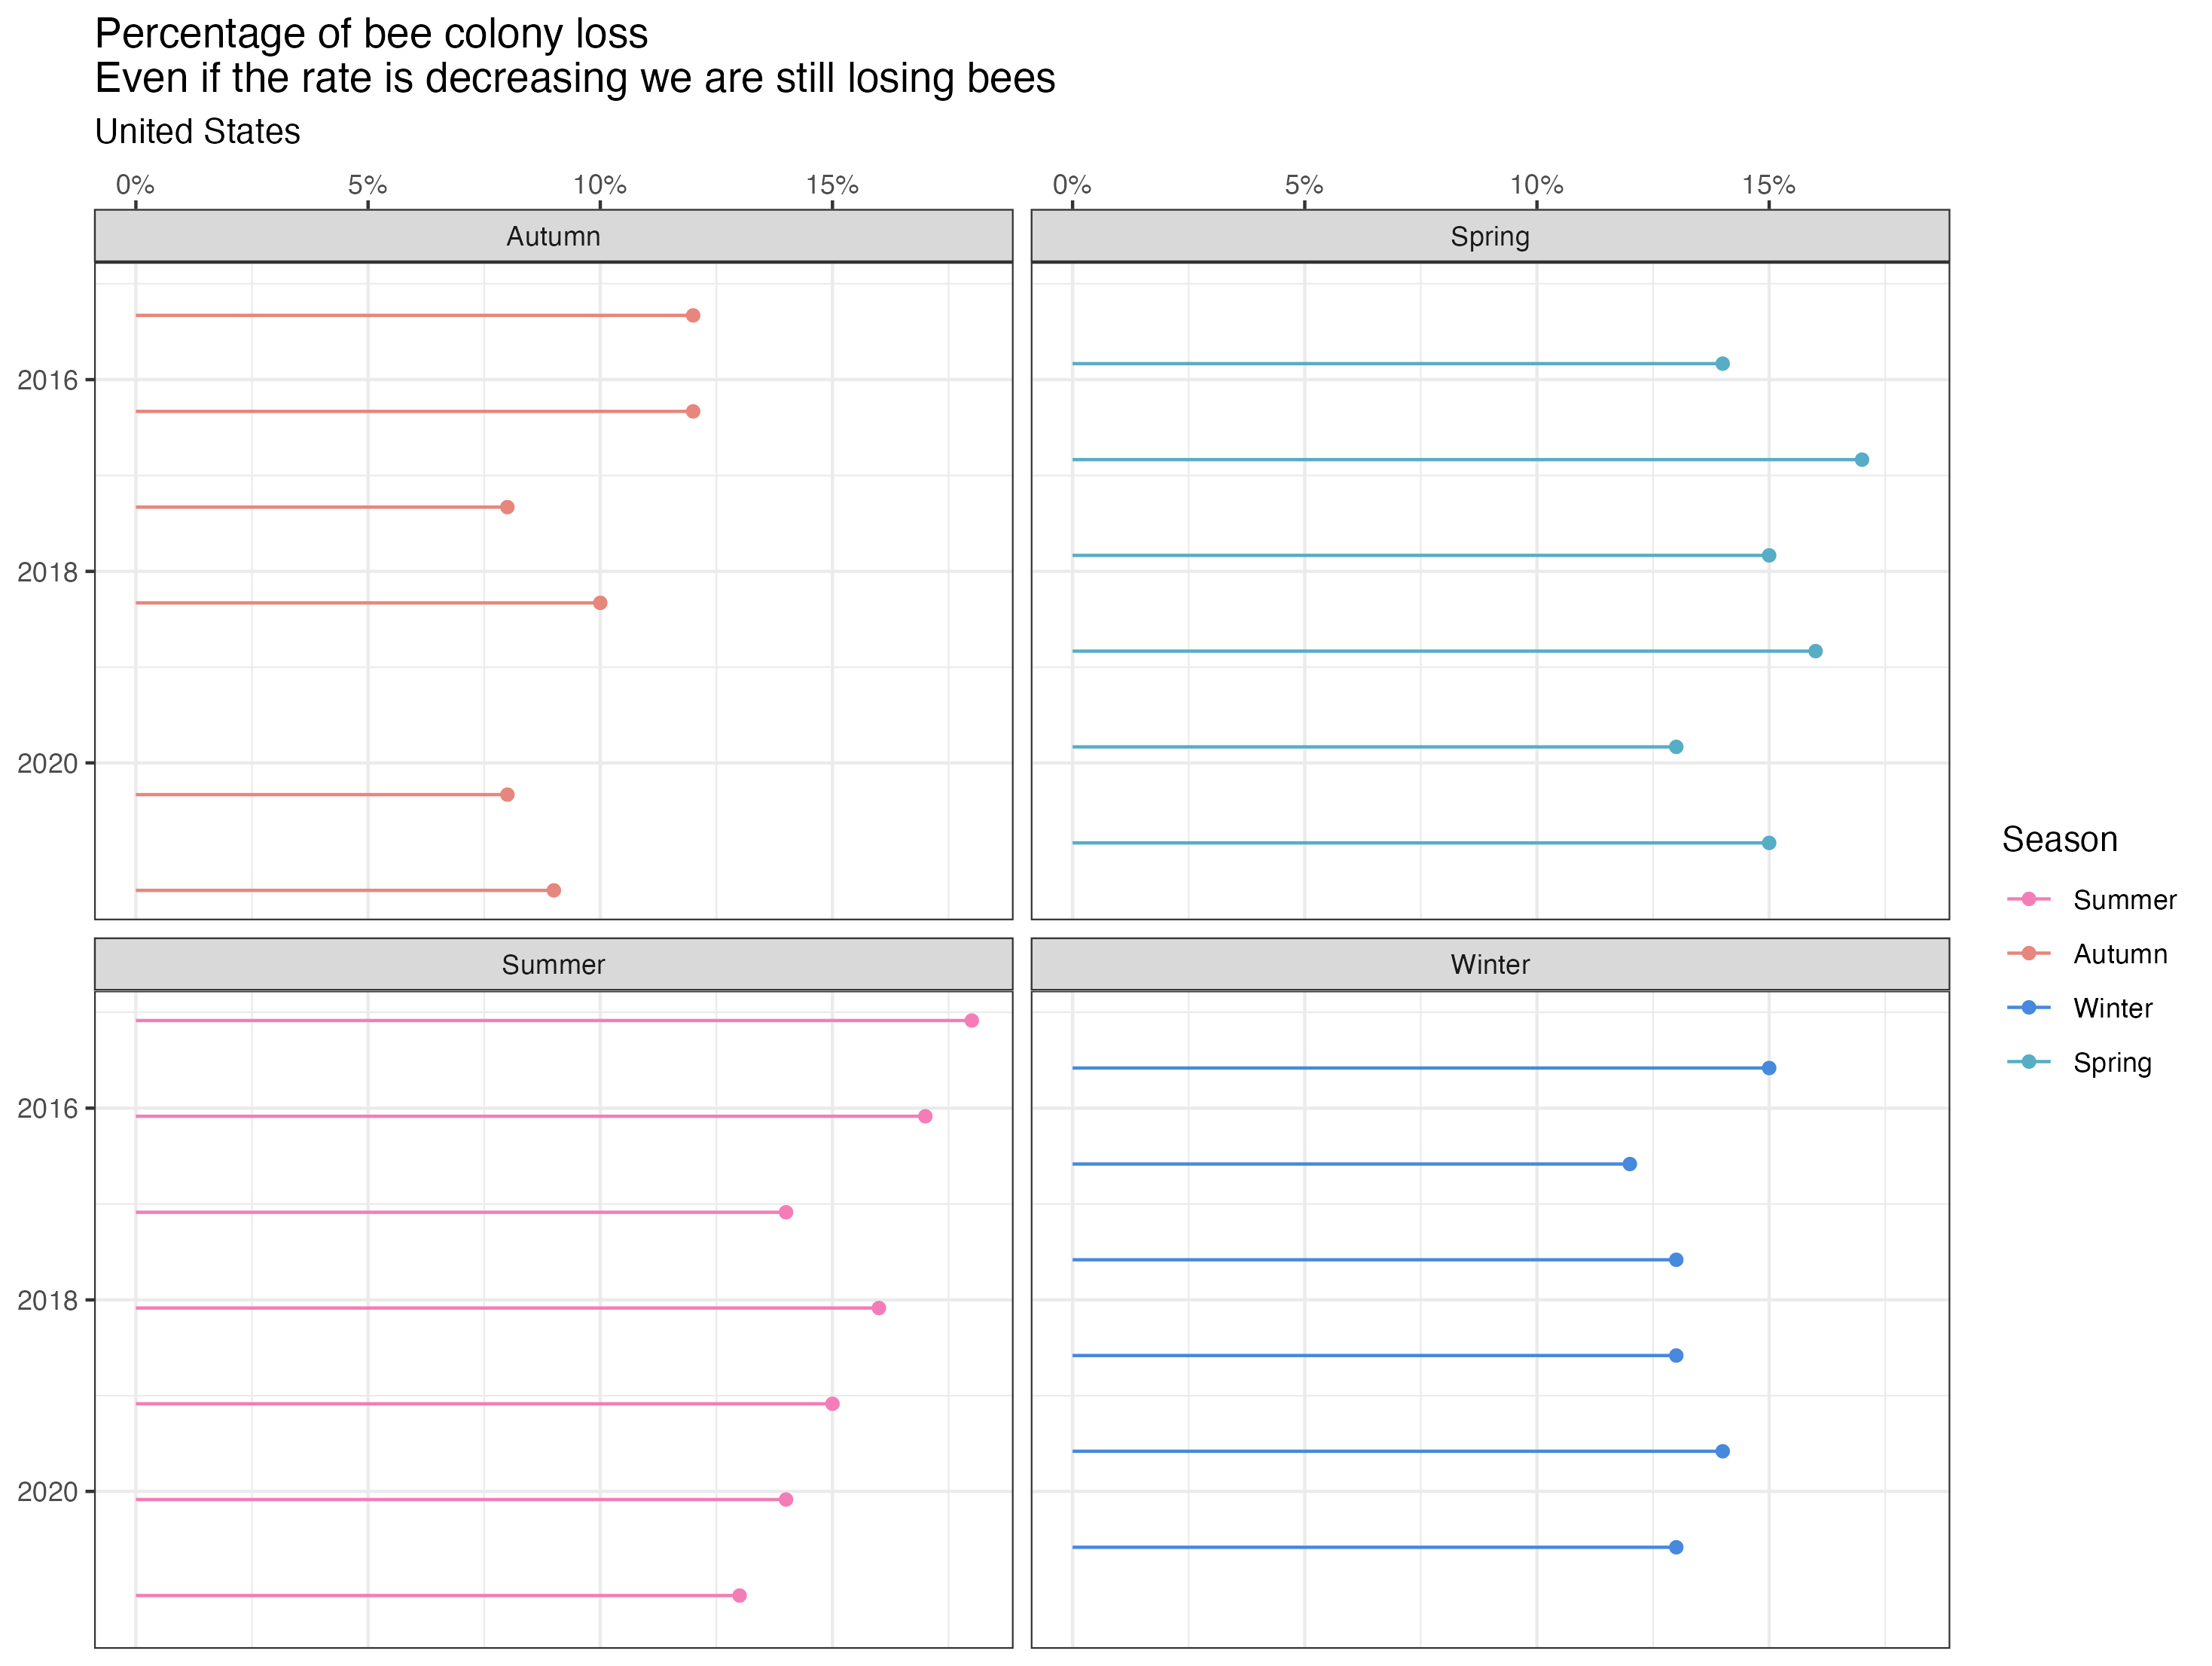 Percentage of bee colony loss
Even if the rate is decreasing we are still losing bees
United States
0% 5% 10% 15% 0% 5% 10% 15%
Autumn Spring
2016
2018
2020
Summer Winter
2016
2018
2020
Season
Summer
Autumn
Winter
Spring